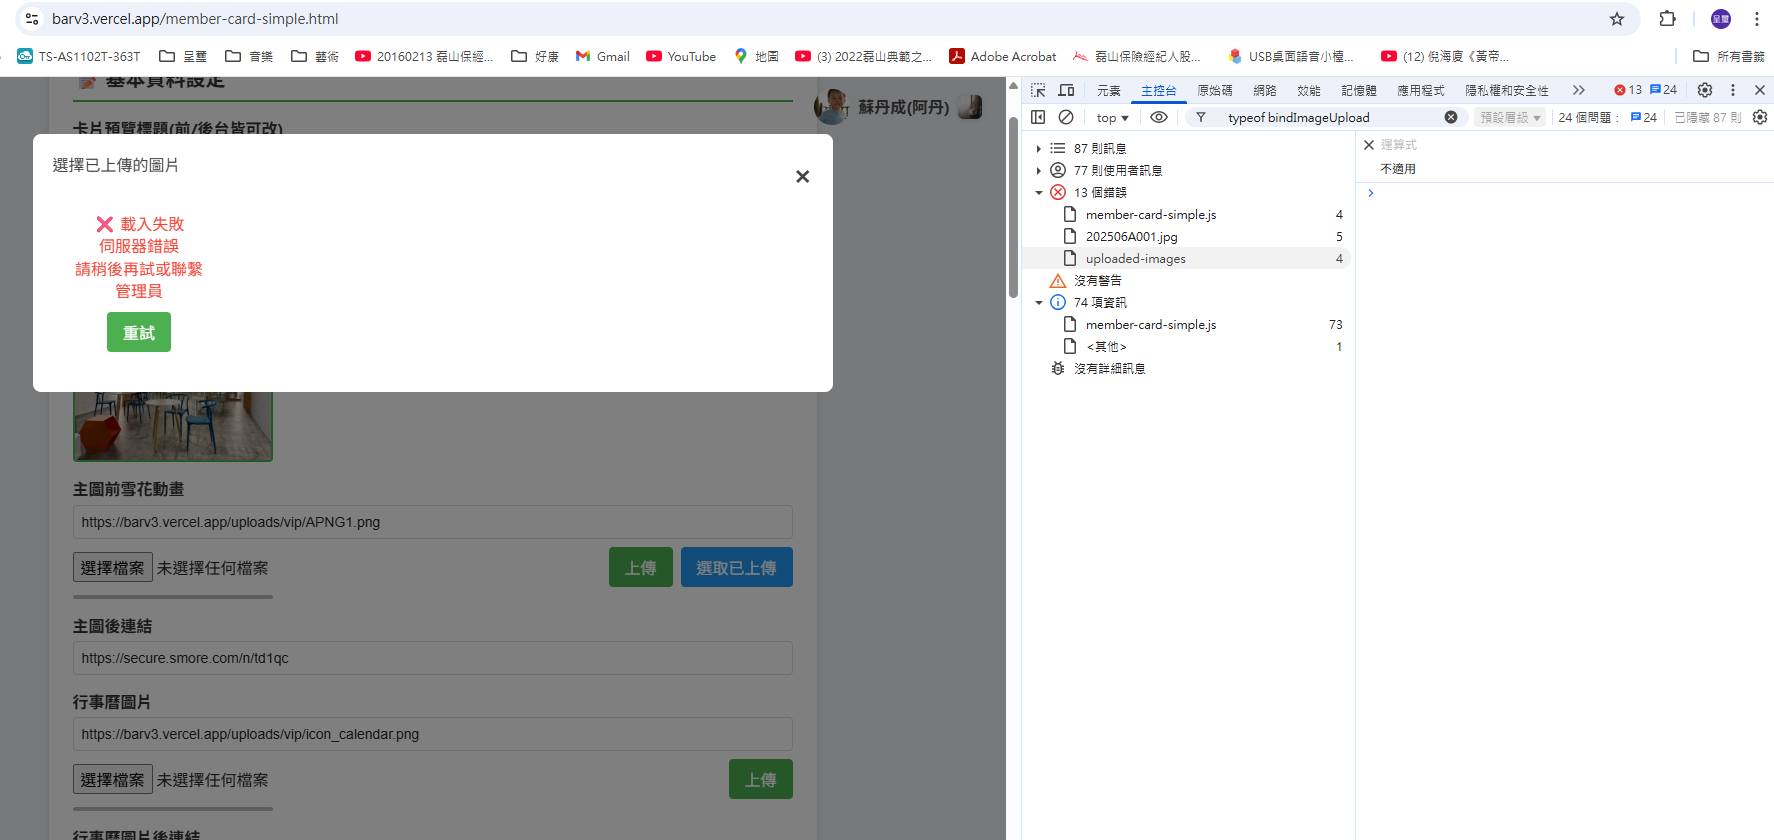 barv3.vercel.app/member-card-simple.html
呈璽
TS-AS1102T-363T
呈璽
音樂
藝術
20160213 磊山保經...
好康
Gmail
YouTube
地圖
(3) 2022磊山典範之...
Adobe Acrobat
磊山保險經紀人股...
USB桌面語音小檯...
(12) 倪海廈《黃帝...
所有書籤
基本資料設定
蘇丹成(阿丹)
卡片預覽標題(前/後台皆可改)
選擇已上傳的圖片
✕
❌ 載入失敗
伺服器錯誤
請稍後再試或聯繫
管理員
重試
主圖前雪花動畫
https://barv3.vercel.app/uploads/vip/APNG1.png
選擇檔案 未選擇任何檔案
上傳
選取已上傳
主圖後連結
https://secure.smore.com/n/td1qc
行事曆圖片
https://barv3.vercel.app/uploads/vip/icon_calendar.png
選擇檔案 未選擇任何檔案
上傳
行事曆圖片後連結
元素
主控台
原始碼
網路
效能
記憶體
應用程式
隱私權和安全性
13
24
top
typeof bindImageUpload
預設層級
24 個問題：
24
已隱藏 87 則
87 則訊息
77 則使用者訊息
13 個錯誤
member-card-simple.js 4
202506A001.jpg 5
uploaded-images 4
沒有警告
74 項資訊
member-card-simple.js 73
<其他> 1
沒有詳細訊息
運算式
不適用